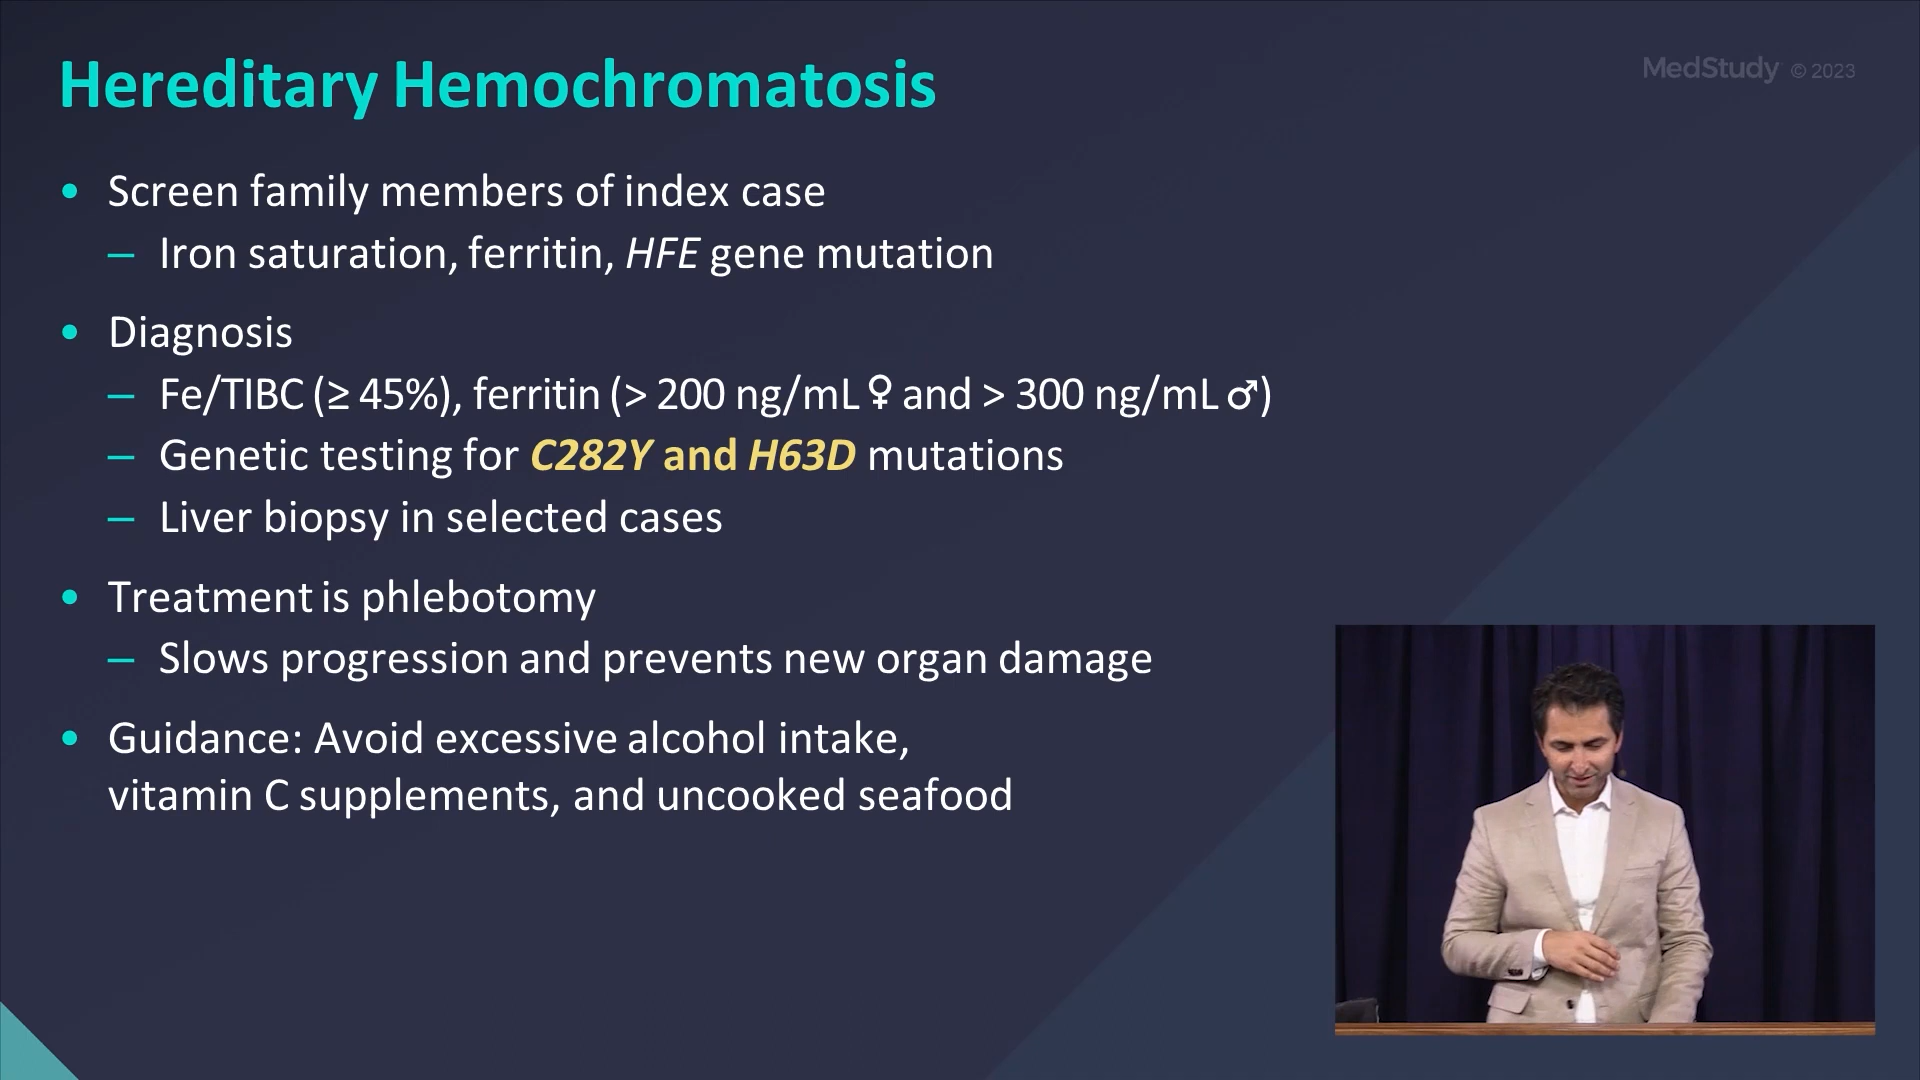 Hereditary Hemochromatosis
MedStudy © 2023
• Screen family members of index case
– Iron saturation, ferritin, HFE gene mutation
• Diagnosis
– Fe/TIBC (≥ 45%), ferritin (> 200 ng/mL ♀ and > 300 ng/mL ♂)
– Genetic testing for C282Y and H63D mutations
– Liver biopsy in selected cases
• Treatment is phlebotomy
– Slows progression and prevents new organ damage
• Guidance: Avoid excessive alcohol intake,
vitamin C supplements, and uncooked seafood